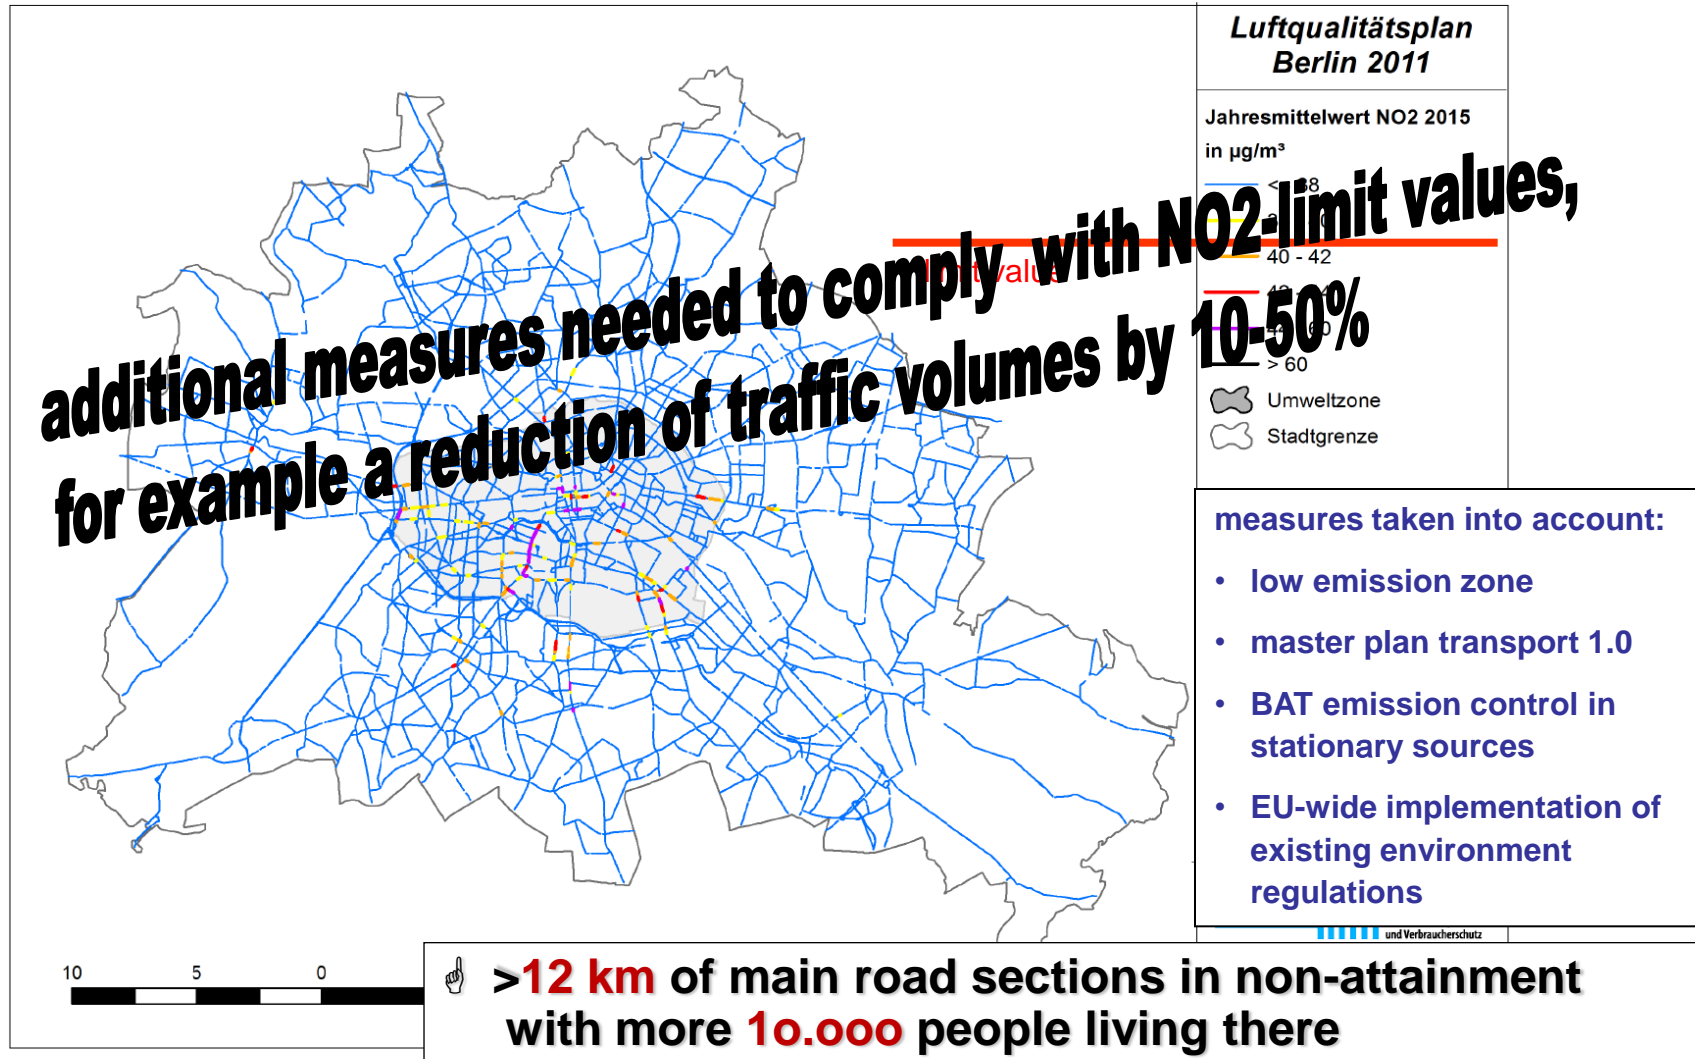 Luftqualitätsplan
Berlin 2011
Jahresmittelwert NO2 2015
in µg/m³
additional measures needed to comply with NO2-limit values,
for example a reduction of traffic volumes by 10-50%
limit value
40 - 42
> 60
Umweltzone
Stadtgrenze
measures taken into account:
• low emission zone
• master plan transport 1.0
• BAT emission control in
stationary sources
• EU-wide implementation of
existing environment
regulations
und Verbraucherschutz
10 5 0
>12 km of main road sections in non-attainment
with more 1o.ooo people living there